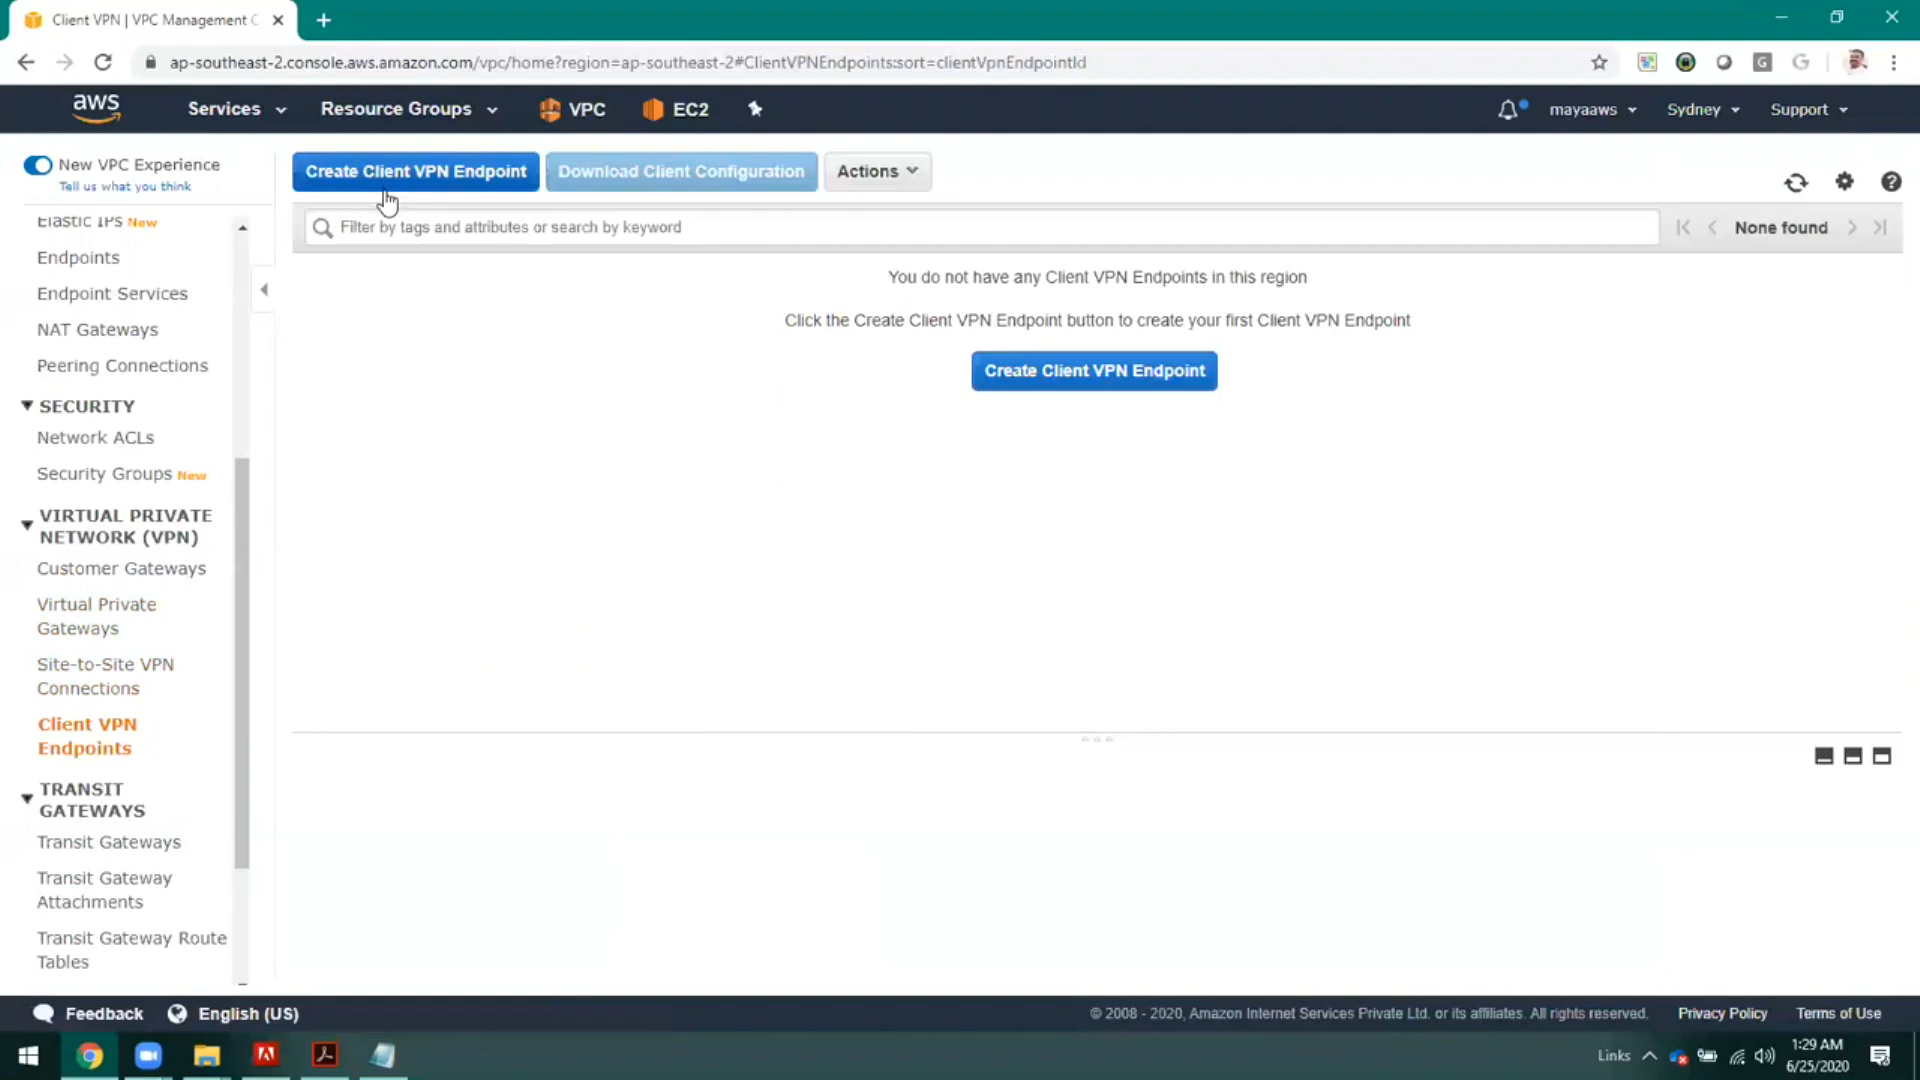 Client VPN | VPC Management C
ap-southeast-2.console.aws.amazon.com/vpc/home?region=ap-southeast-2#ClientVPNEndpoints:sort=clientVpnEndpointId
aws
Services
Resource Groups
VPC
EC2
mayaaws
Sydney
Support
New VPC Experience
Tell us what you think
Elastic IPs New
Endpoints
Endpoint Services
NAT Gateways
Peering Connections
SECURITY
Network ACLs
Security Groups New
VIRTUAL PRIVATE
NETWORK (VPN)
Customer Gateways
Virtual Private
Gateways
Site-to-Site VPN
Connections
Client VPN
Endpoints
TRANSIT
GATEWAYS
Transit Gateways
Transit Gateway
Attachments
Transit Gateway Route
Tables
Create Client VPN Endpoint
Download Client Configuration
Actions
Filter by tags and attributes or search by keyword
None found
You do not have any Client VPN Endpoints in this region
Click the Create Client VPN Endpoint button to create your first Client VPN Endpoint
Create Client VPN Endpoint
Feedback
English (US)
© 2008 - 2020, Amazon Internet Services Private Ltd. or its affiliates. All rights reserved.
Privacy Policy
Terms of Use
Links
1:29 AM
6/25/2020